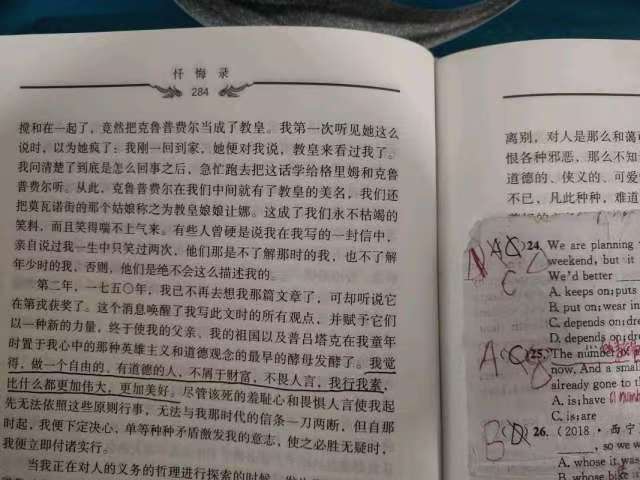 忏悔录
284
搅和在一起了，竟然把克鲁普费尔当成了教皇。我第一次听见她这么
说时，以为她疯了：我刚一回到家，她便对我说，教皇来看过我了。
我问清楚了到底是怎么回事之后，急忙跑去把这话学给格里姆和克鲁
普费尔听。从此，克鲁普费尔在我们中间就有了教皇的美名，我们还
把莫瓦诺街的那个姑娘称之为教皇娘娘让娜。这成了我们永不枯竭的
笑料，而且笑得喘不上气来。有些人曾硬是说我在我写的一封信中，
亲自说过我一生中只笑过两次，他们那是不了解那时的我，也不了解
年少时的我，否则，他们是绝不会这么描述我的。
第二年，一七五〇年，我已不再去想我那篇文章了，可却听说它
在第戎获奖了。这个消息唤醒了我写此文时的所有观点，并赋予它们
以一种新的力量，终于使我的父亲、我的祖国以及普吕塔克在我童年
时置于我心中的那种英雄主义和道德观念的最早的酵母发酵了。我觉
得，做一个自由的、有道德的人，不屑于财富，不畏人言，我行我素，
比什么都更加伟大，更加美好。尽管该死的羞耻心和畏惧人言使我起
先无法依照这些原则行事，无法与我那时代的信条一刀两断，但自那
时起，我便下定决心，单等种种矛盾激发我的意志，使之必胜无疑时，
我便立即付诸实行。
当我正在对人的义务的哲理进行探索的时候，发生
离别，对人是那么和蔼
恨各种邪恶，那么不知
道德的、侠义的、可爱
不已，凡此种种，难道
N A (C) 24. We are planning
weekend, but it
C We'd better
A. keeps on; puts
B. put on; wear in
C. depends on; dre
D. depends on; dre
A (C) 25. The number
now. And a small
already gone to t
A. is; have
C. is; are
B (D) 26. (2018·西宁
, so we w
A. whose it was
B. whose bike it